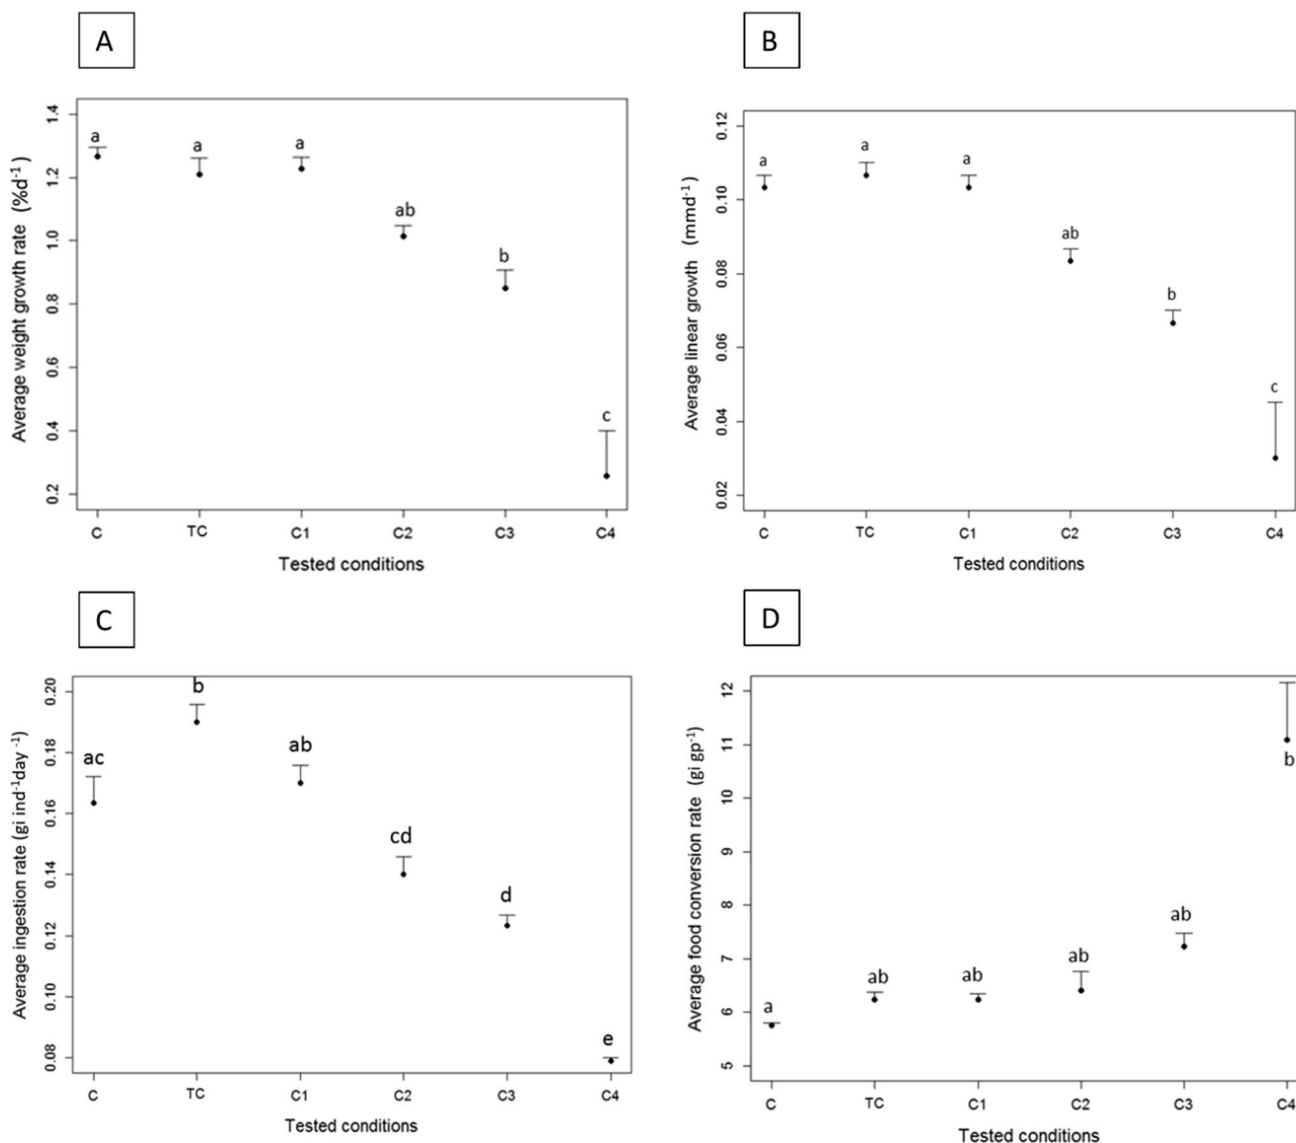 A
Average weight growth rate (%d⁻¹)
1.4
1.2
1.0
0.8
0.6
0.4
0.2
a
a
a
ab
b
c
C TC C1 C2 C3 C4
Tested conditions
B
Average linear growth (mmd⁻¹)
0.12
0.10
0.08
0.06
0.04
0.02
a
a
a
ab
b
c
C TC C1 C2 C3 C4
Tested conditions
C
Average ingestion rate (gi ind⁻¹day⁻¹)
0.20
0.18
0.16
0.14
0.12
0.10
0.08
ac
b
ab
cd
d
e
C TC C1 C2 C3 C4
Tested conditions
D
Average food conversion rate (gi gp⁻¹)
12
11
10
9
8
7
6
5
a
ab
ab
ab
ab
b
C TC C1 C2 C3 C4
Tested conditions